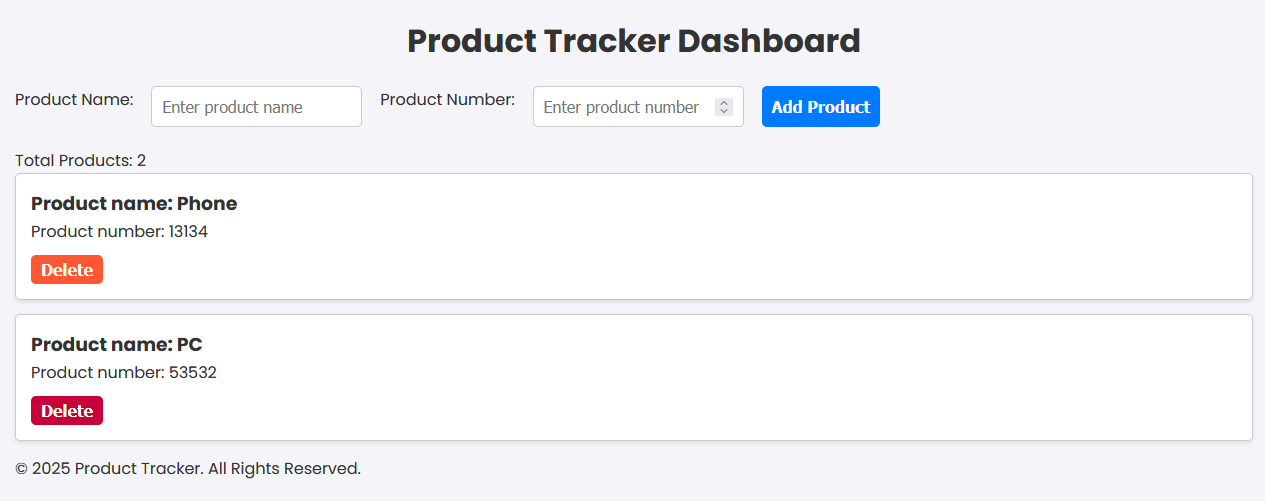 Product Tracker Dashboard
Product Name: Enter product name Product Number: Enter product number Add Product
Total Products: 2
Product name: Phone
Product number: 13134
Delete
Product name: PC
Product number: 53532
Delete
© 2025 Product Tracker. All Rights Reserved.